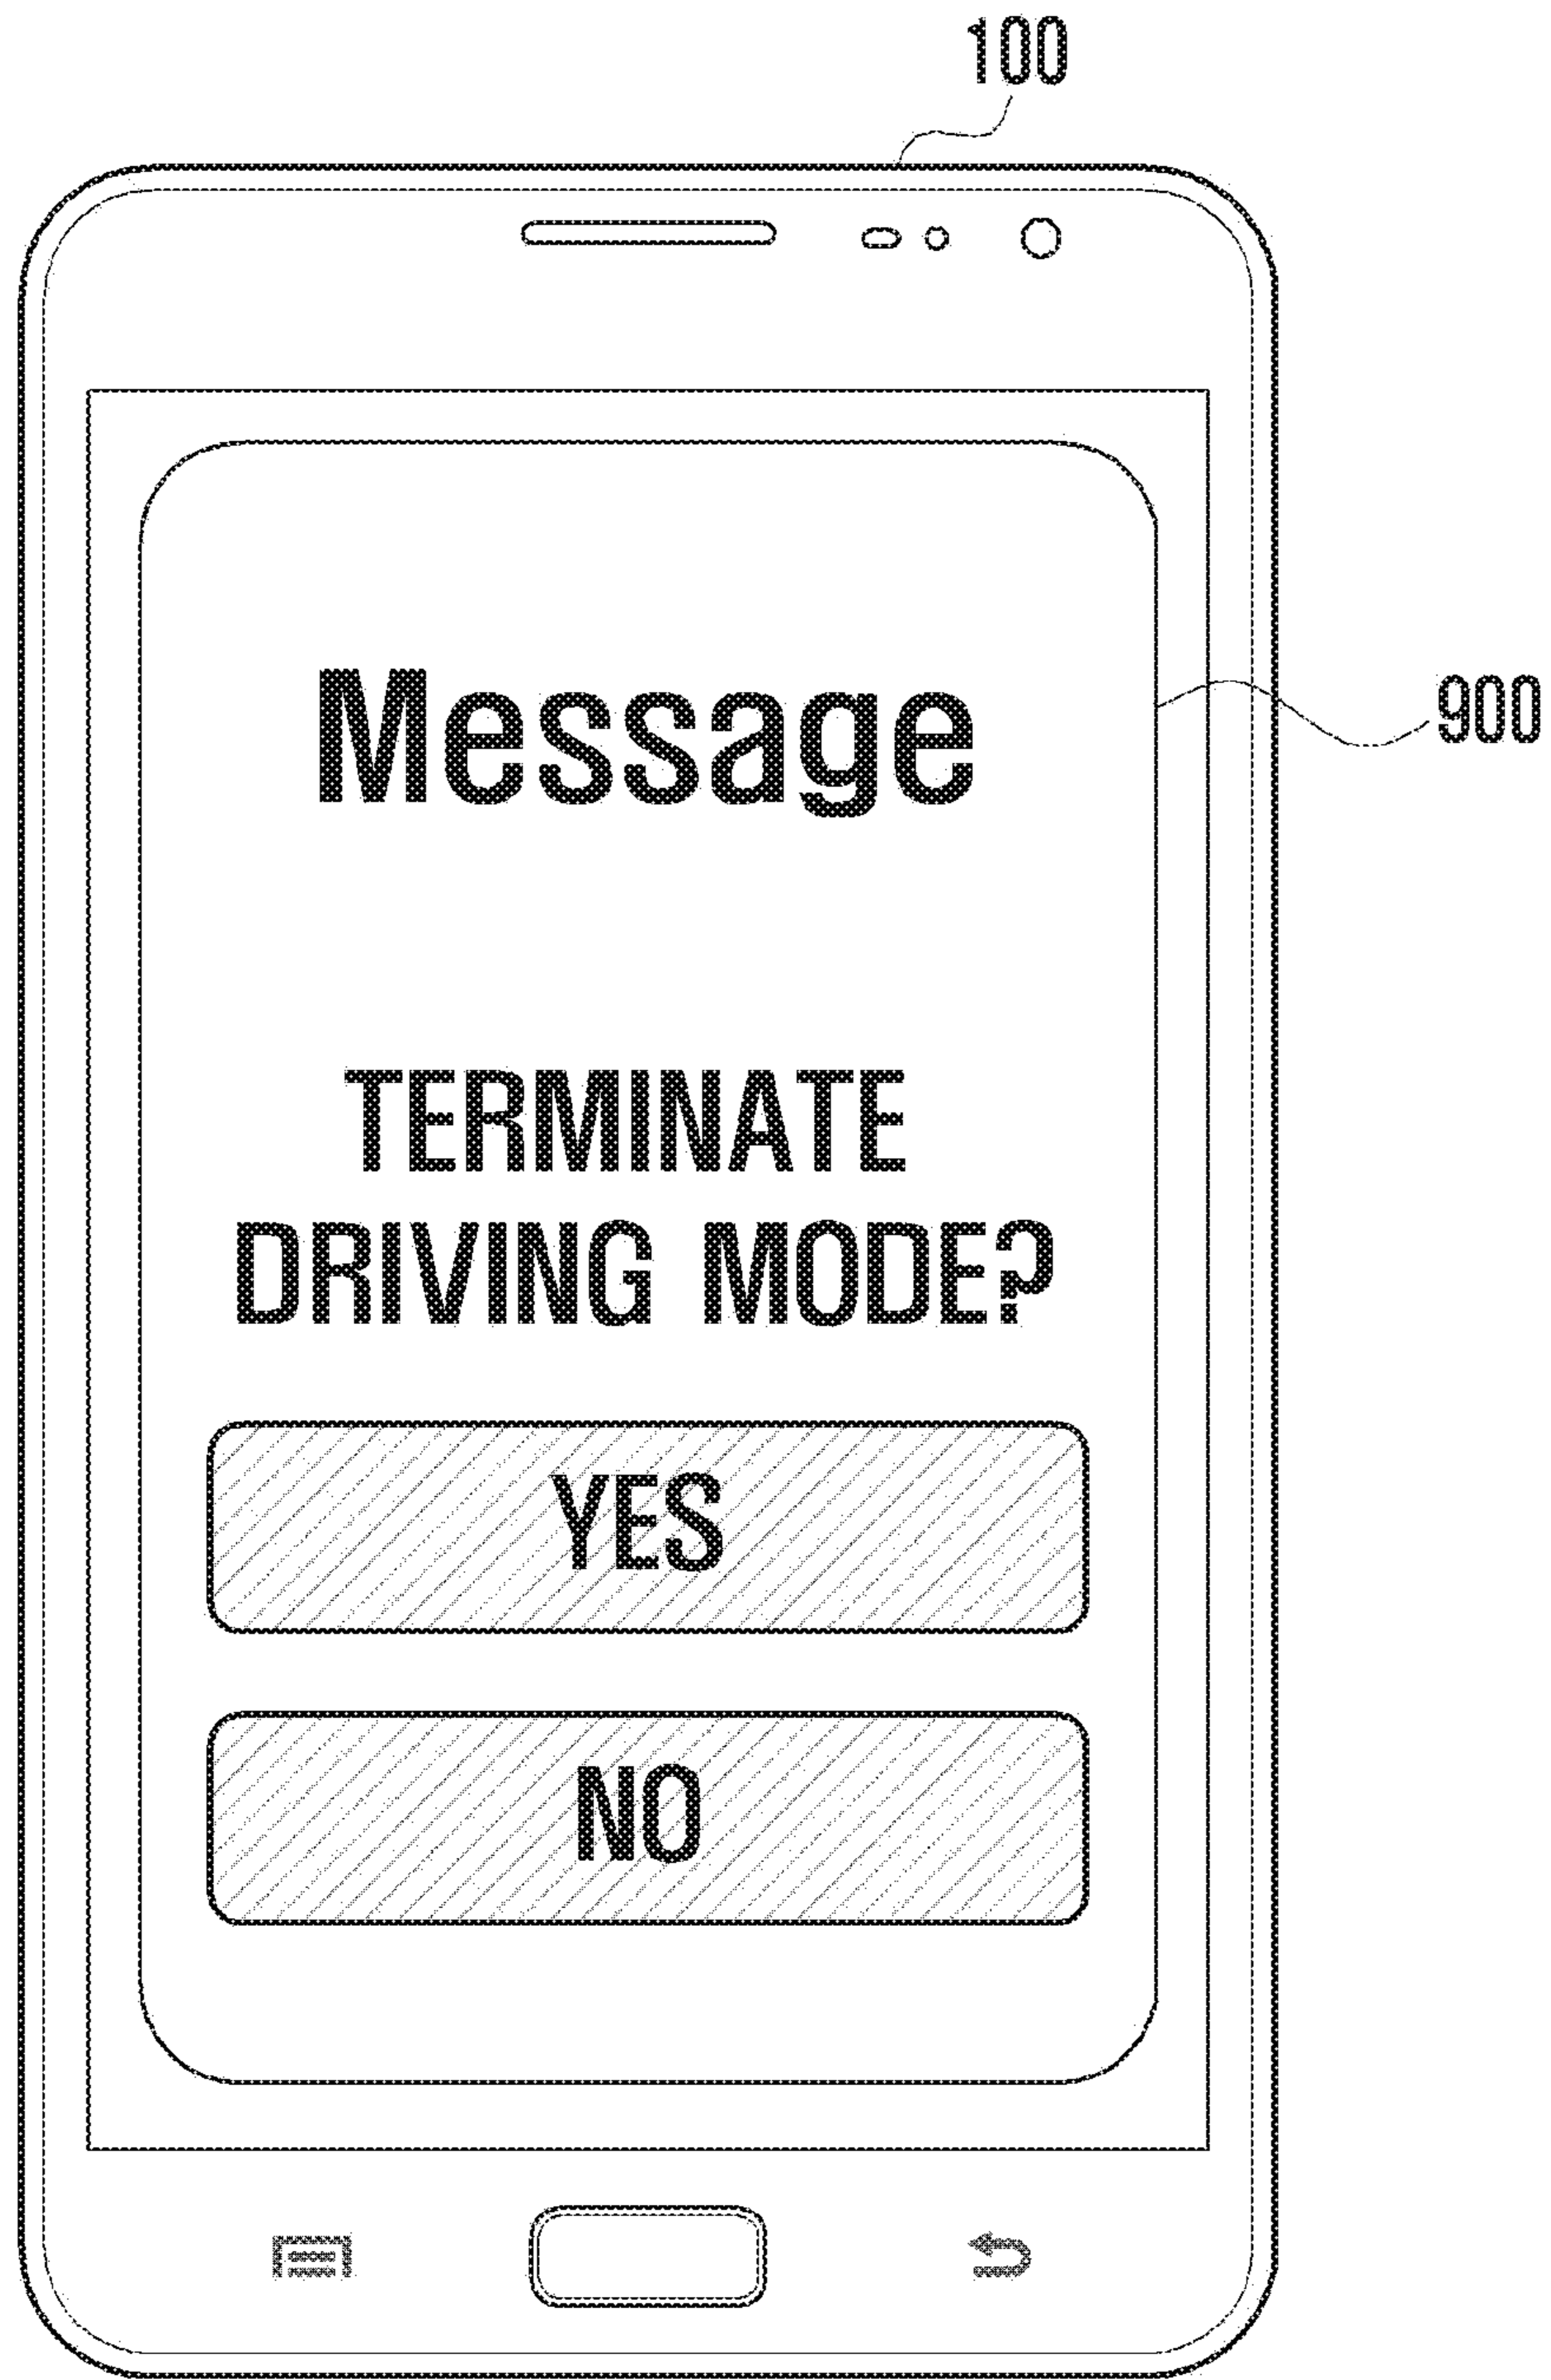 100
Message
900
TERMINATE
DRIVING MODE?
YES
NO